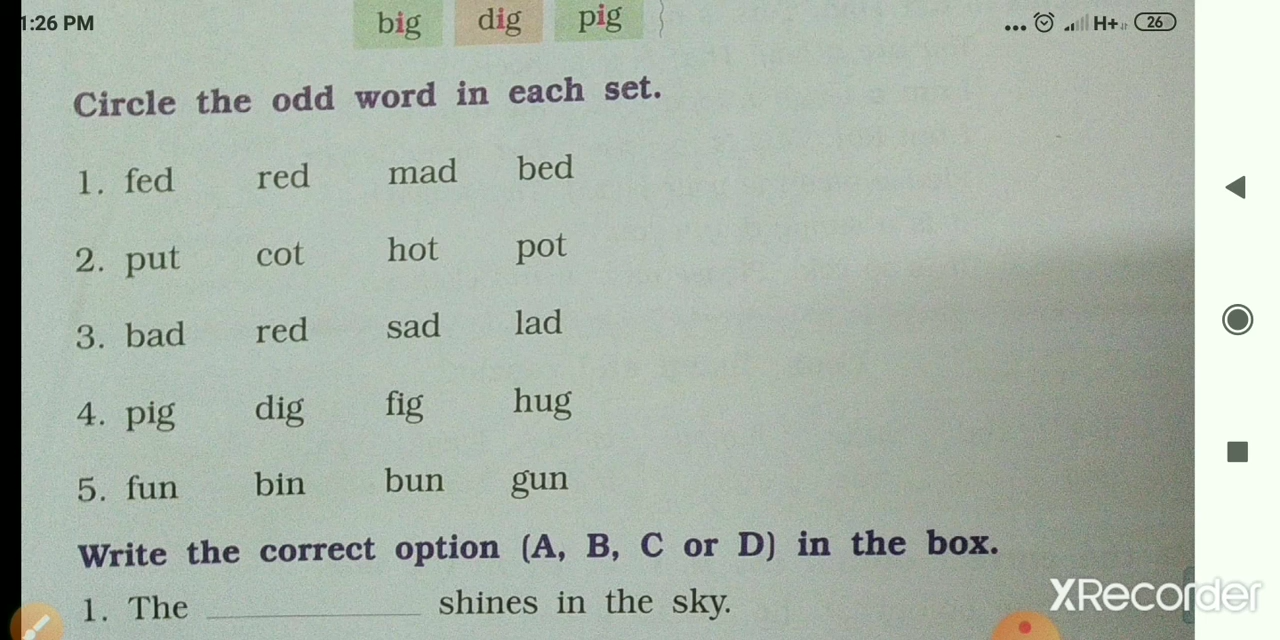 1:26 PM
H+ 26
big dig pig
Circle the odd word in each set.
1. fed red mad bed
2. put cot hot pot
3. bad red sad lad
4. pig dig fig hug
5. fun bin bun gun
Write the correct option (A, B, C or D) in the box.
1. The ____________ shines in the sky.
XRecorder